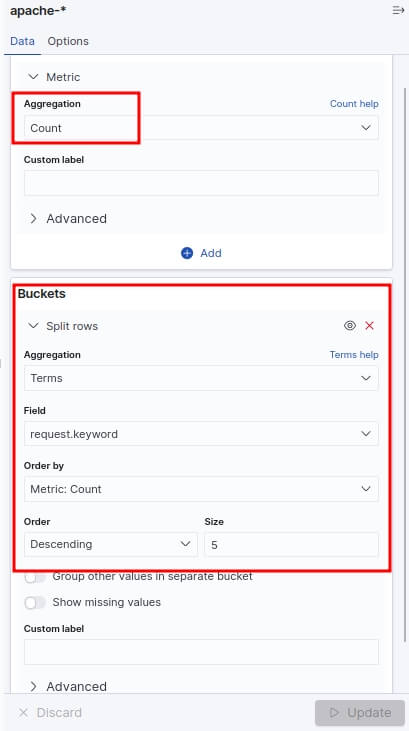 apache-*
Data Options
Metric
Aggregation Count help
Count
Custom label
Advanced
Add
Buckets
Split rows
Aggregation Terms help
Terms
Field
request.keyword
Order by
Metric: Count
Order Size
Descending 5
Group other values in separate bucket
Show missing values
Custom label
Advanced
Discard Update